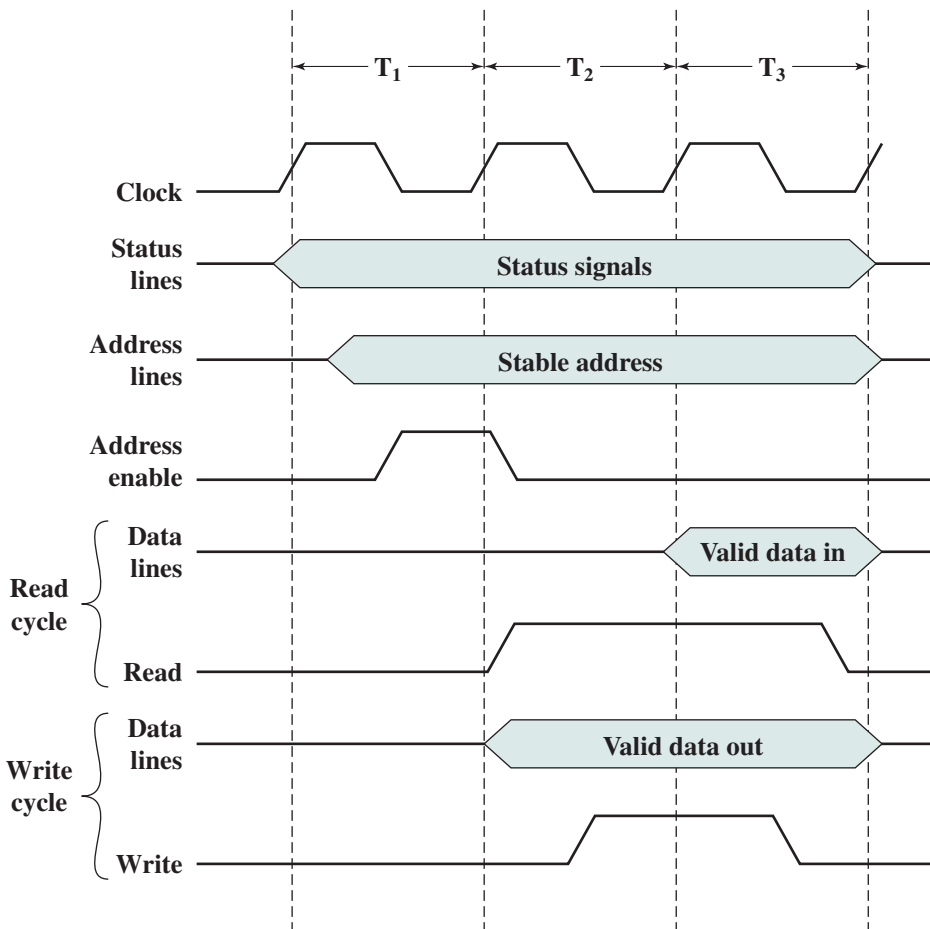 T1
T2
T3
Clock
Status
lines
Status signals
Address
lines
Stable address
Address
enable
Read
cycle
Data
lines
Valid data in
Read
Write
cycle
Data
lines
Valid data out
Write